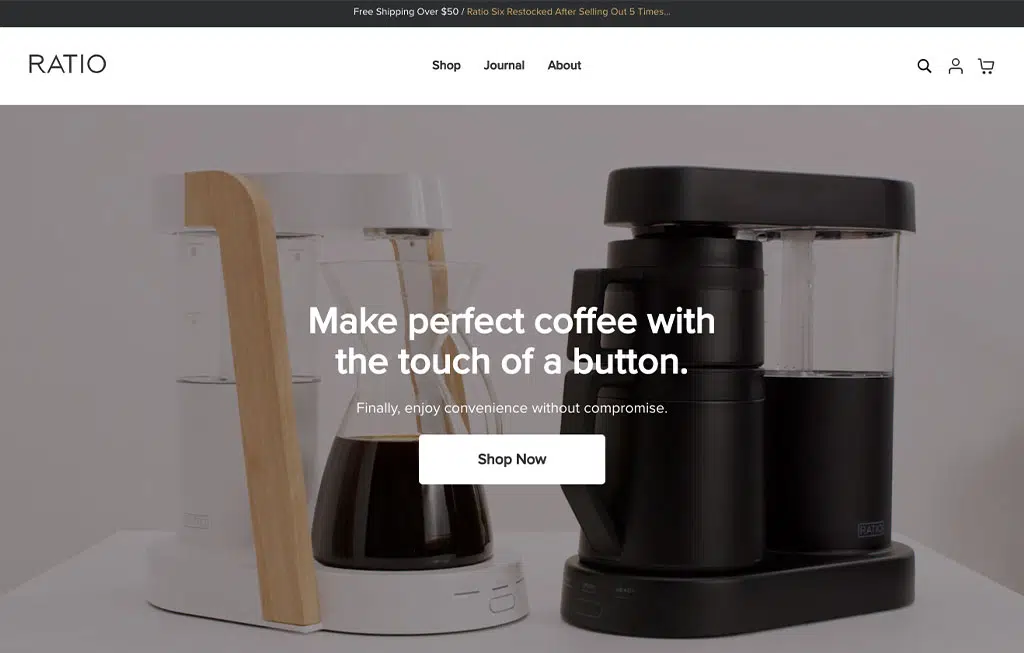 Free Shipping Over $50 / Ratio Six Restocked After Selling Out 5 Times...
RATIO
Shop Journal About
Make perfect coffee with
the touch of a button.
Finally, enjoy convenience without compromise.
Shop Now
RATIO
RATIO